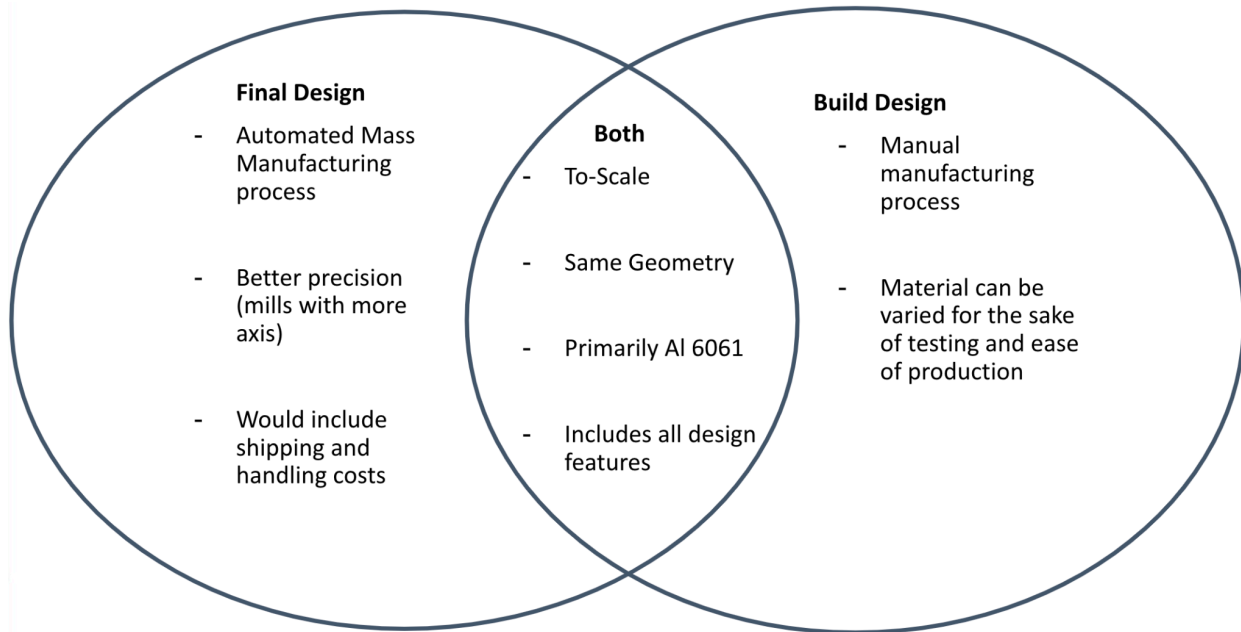 Final Design
- Automated Mass
Manufacturing
process
- Better precision
(mills with more
axis)
- Would include
shipping and
handling costs
Both
- To-Scale
- Same Geometry
- Primarily Al 6061
- Includes all design
features
Build Design
- Manual
manufacturing
process
- Material can be
varied for the sake
of testing and ease
of production